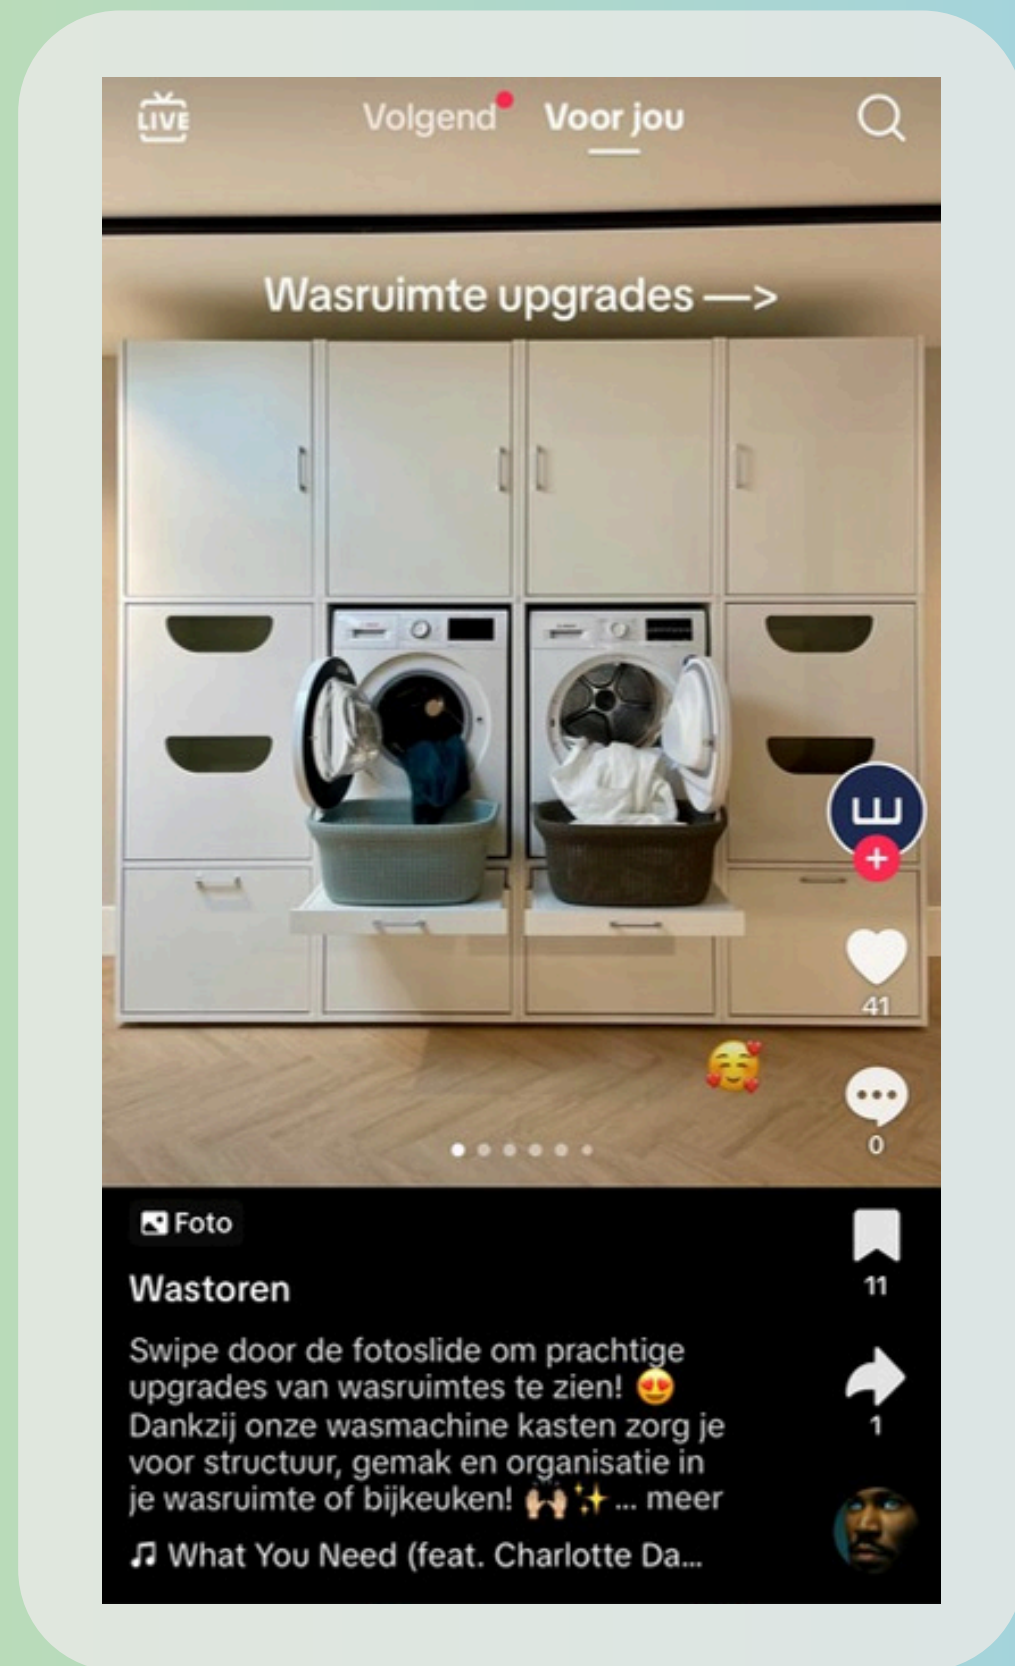 LIVE
Volgend
Voor jou
Wasruimte upgrades —>
41
0
Foto
Wastoren
11
Swipe door de fotoslide om prachtige
upgrades van wasruimtes te zien! 😍
Dankzij onze wasmachine kasten zorg je
voor structuur, gemak en organisatie in
je wasruimte of bijkeuken! 🙌🏼✨... meer
1
What You Need (feat. Charlotte Da...